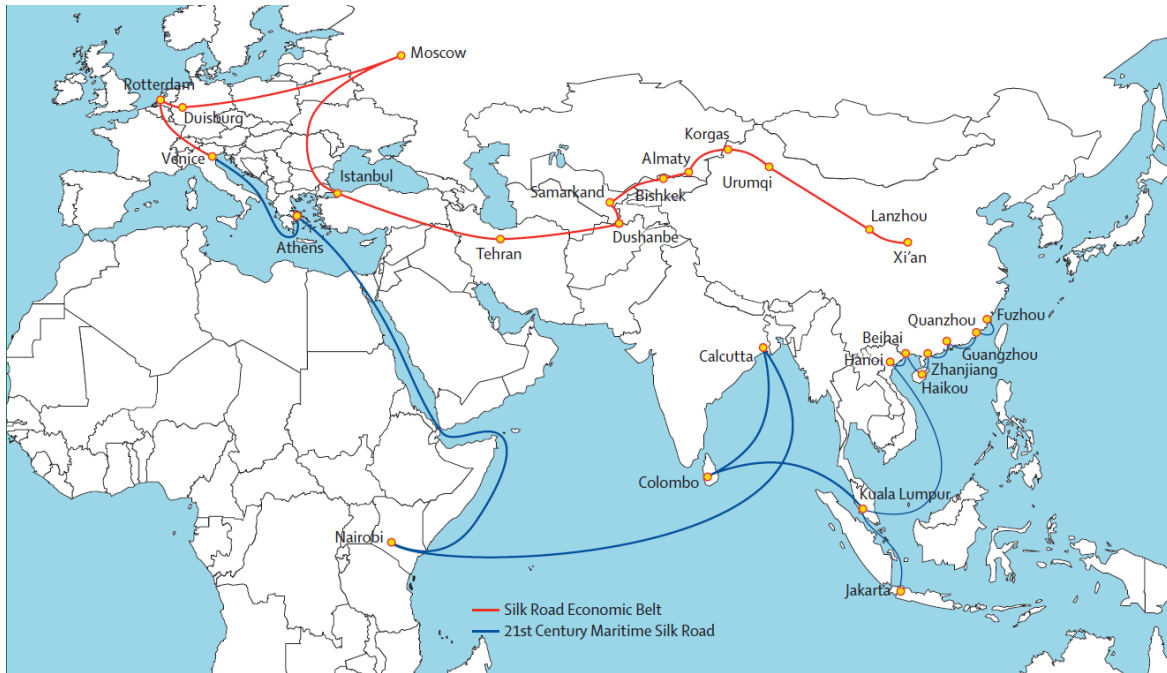 Moscow
Rotterdam
Duisburg
Venice
Istanbul
Athens
Tehran
Samarkand
Dushanbe
Bishkek
Almaty
Korgas
Urumqi
Lanzhou
Xi’an
Fuzhou
Quanzhou
Guangzhou
Beihai
Zhanjiang
Hanoi
Haikou
Calcutta
Colombo
Kuala Lumpur
Nairobi
Jakarta
Silk Road Economic Belt
21st Century Maritime Silk Road